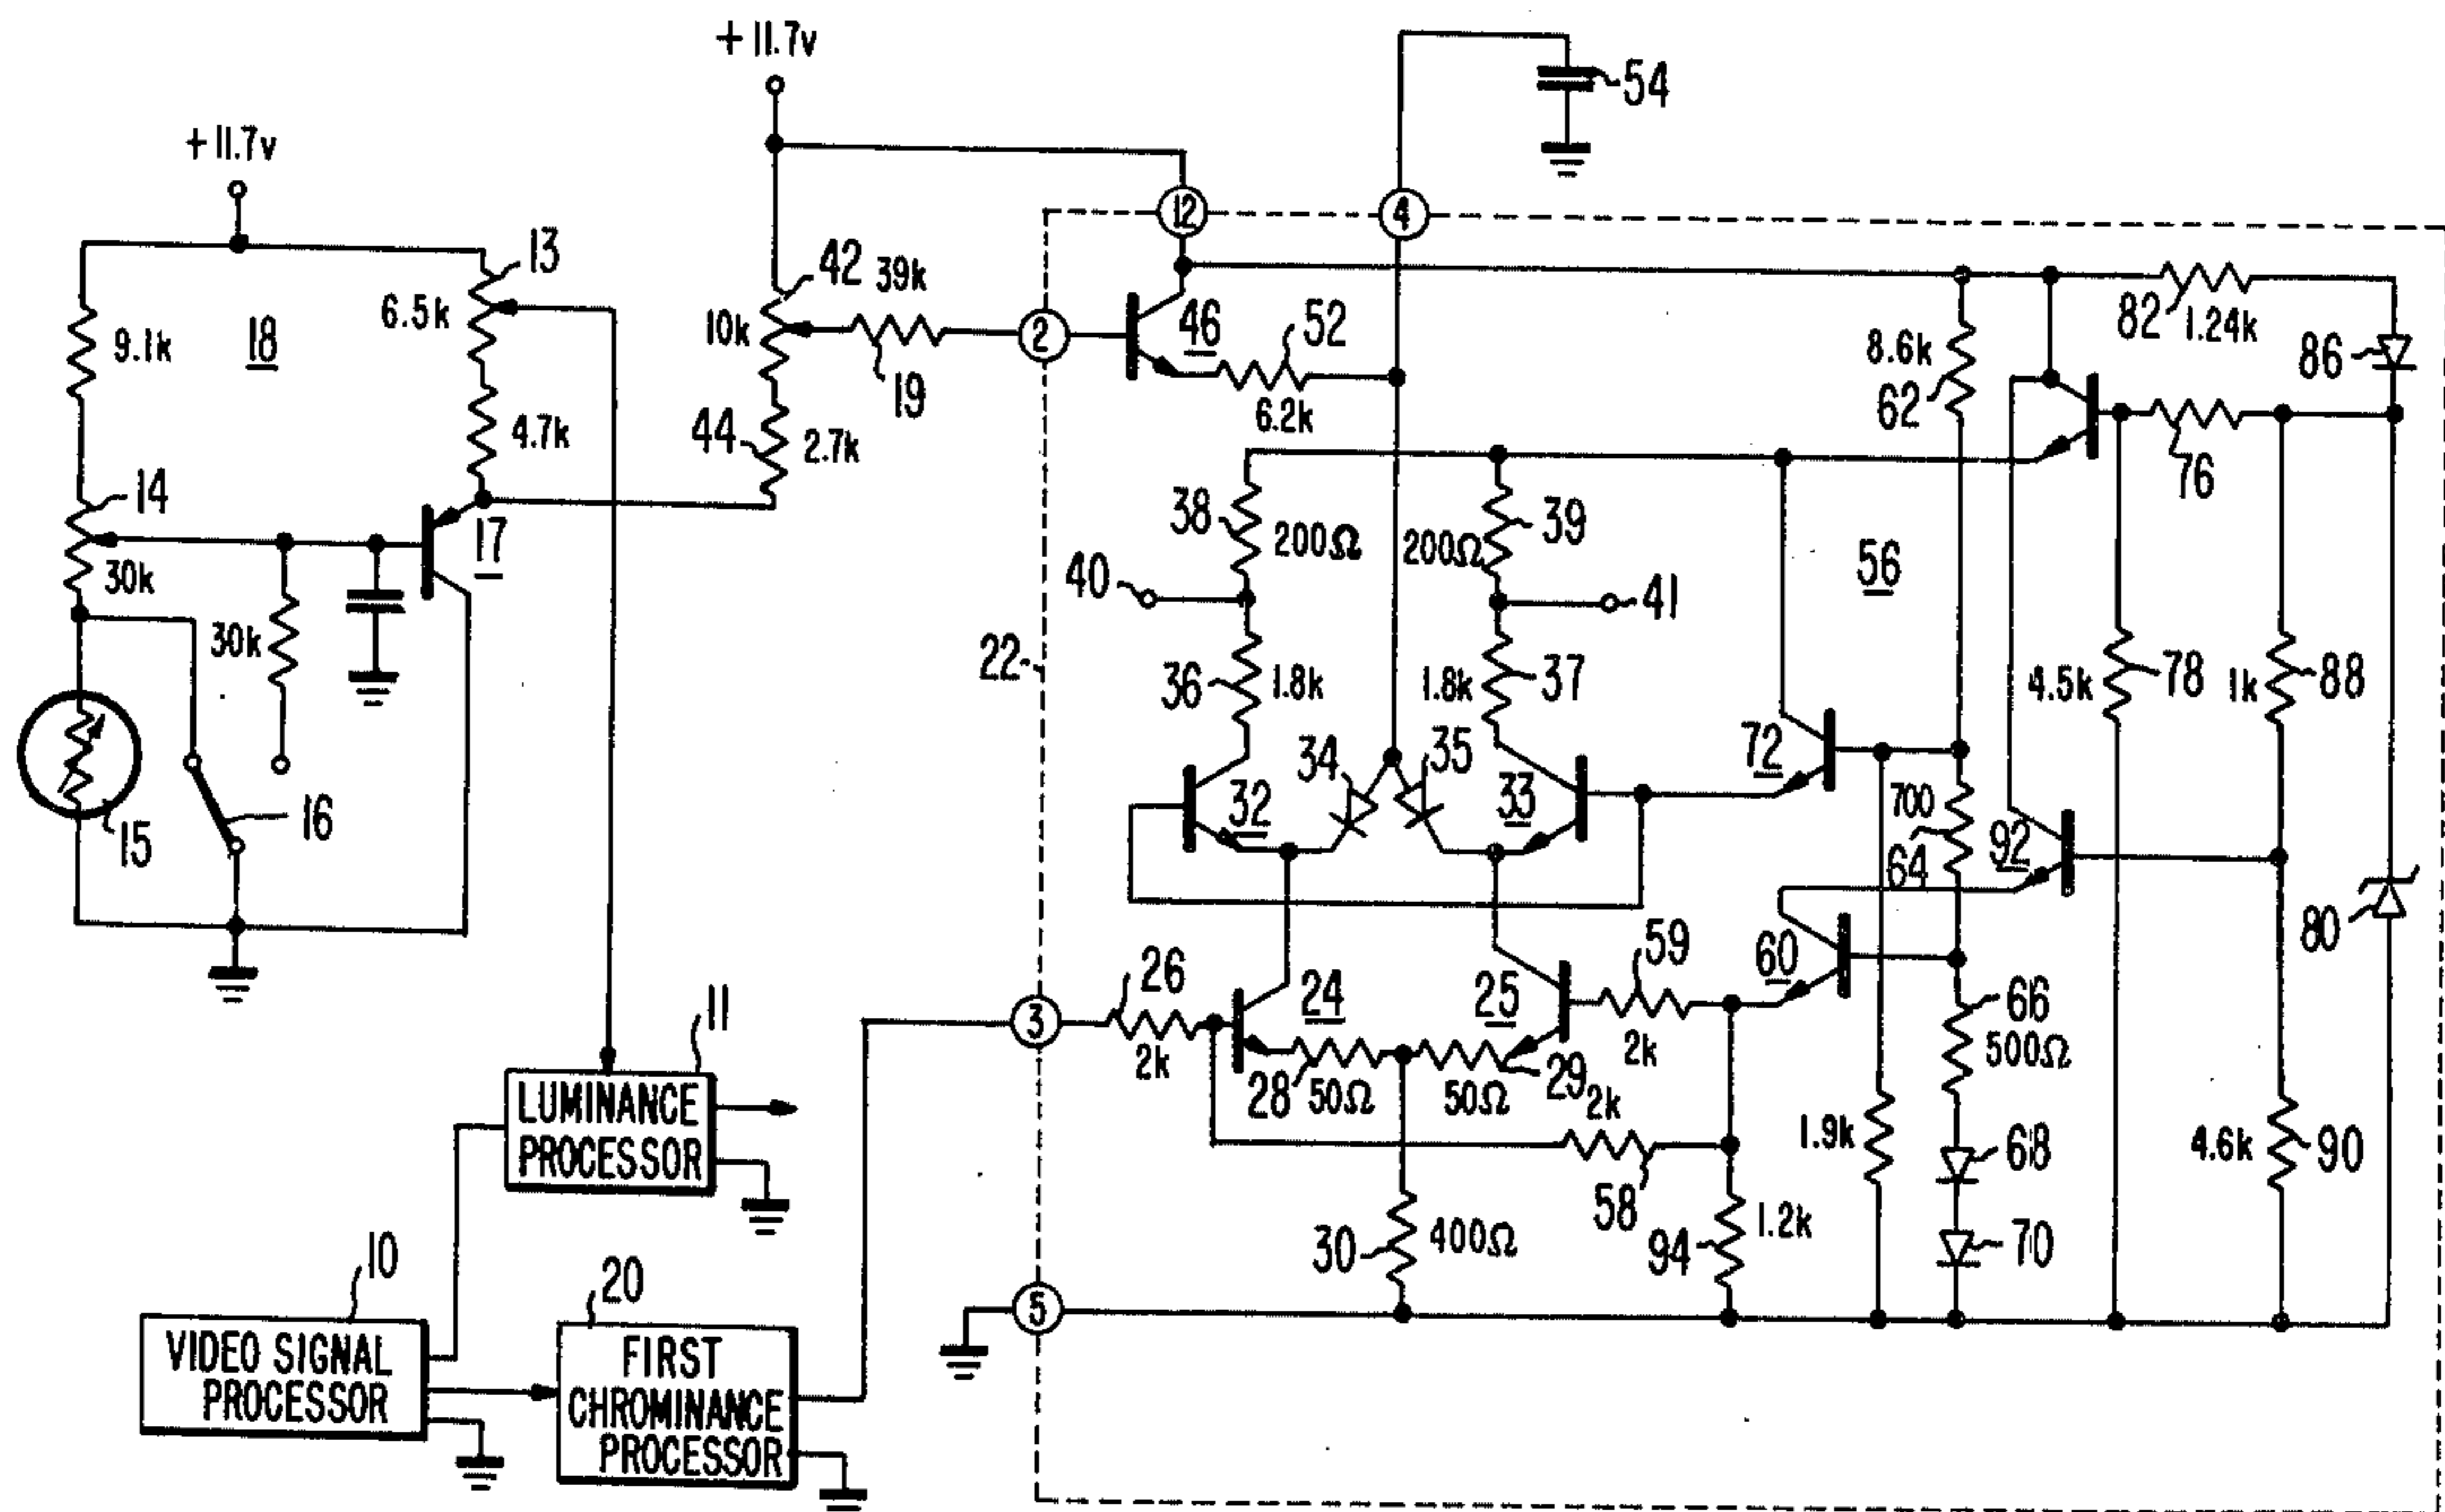 +11.7v
+11.7v
54
12
4
13
6.5k
18
9.1k
42
39k
10k
2
46
52
19
6.2k
82
1.24k
8.6k
62
86
4.7k
44
2.7k
76
14
30k
17
38
200Ω
200Ω
39
56
40
41
30k
22
36
1.8k
1.8k
37
4.5k
78
1k
88
15
16
34
35
32
33
72
700
64
92
80
26
2k
24
25
59
2k
60
66
500Ω
3
28
50Ω
50Ω
29
2k
11
LUMINANCE
PROCESSOR
58
1.9k
68
4.6k
90
30
400Ω
94
1.2k
70
5
10
VIDEO SIGNAL
PROCESSOR
20
FIRST
CHROMINANCE
PROCESSOR